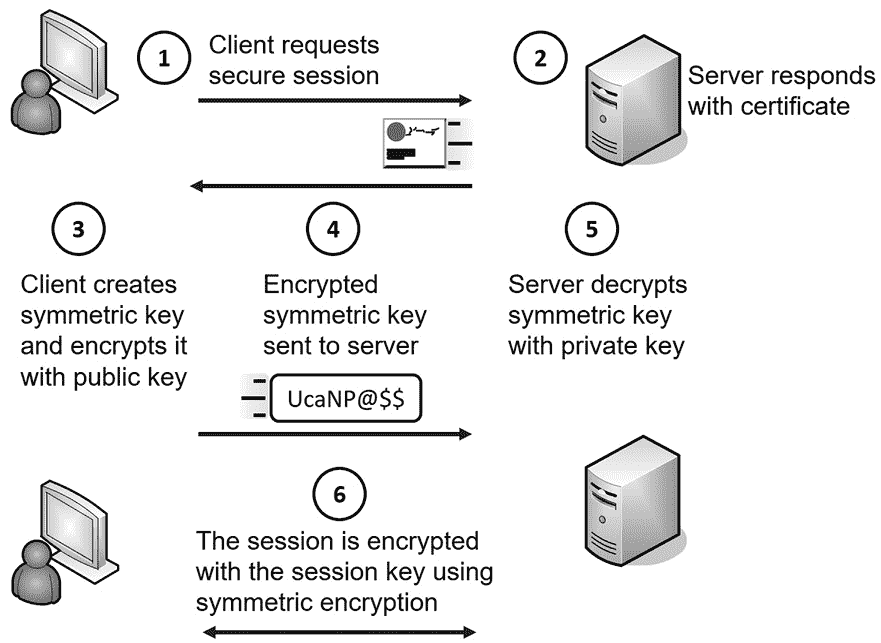 1
Client requests
secure session
2
Server responds
with certificate
3
Client creates
symmetric key
and encrypts it
with public key
4
Encrypted
symmetric key
sent to server
UcaNP@$$
5
Server decrypts
symmetric key
with private key
6
The session is encrypted
with the session key using
symmetric encryption